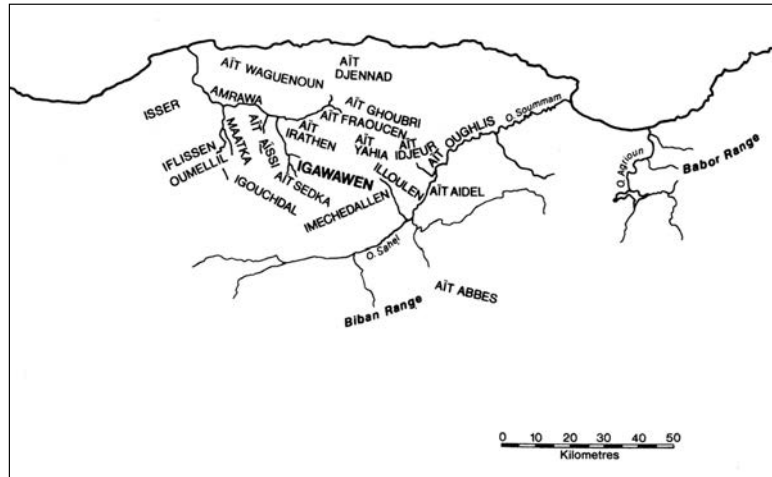 AÏT
DJENNAD
AÏT WAGUENOUN
ISSER
AMRAWA
AÏT GHOUBRI
AÏT FRAOUCEN
AÏT
IRATHEN
AÏT
YAHIA
AÏT
IDJEUR
AÏT OUGHLIS
O. Soummam
AÏT
AÏSSI
MAATKA
IFLISSEN
OUMELLIL
IGOUCHDAL
AÏT SEDKA
IGAWAWEN
ILLOULEN
IMECHEDALLEN
AÏT AIDEL
O. Agrioun
Babor Range
O. Sahel
AÏT ABBES
Biban Range
0 10 20 30 40 50
Kilometres